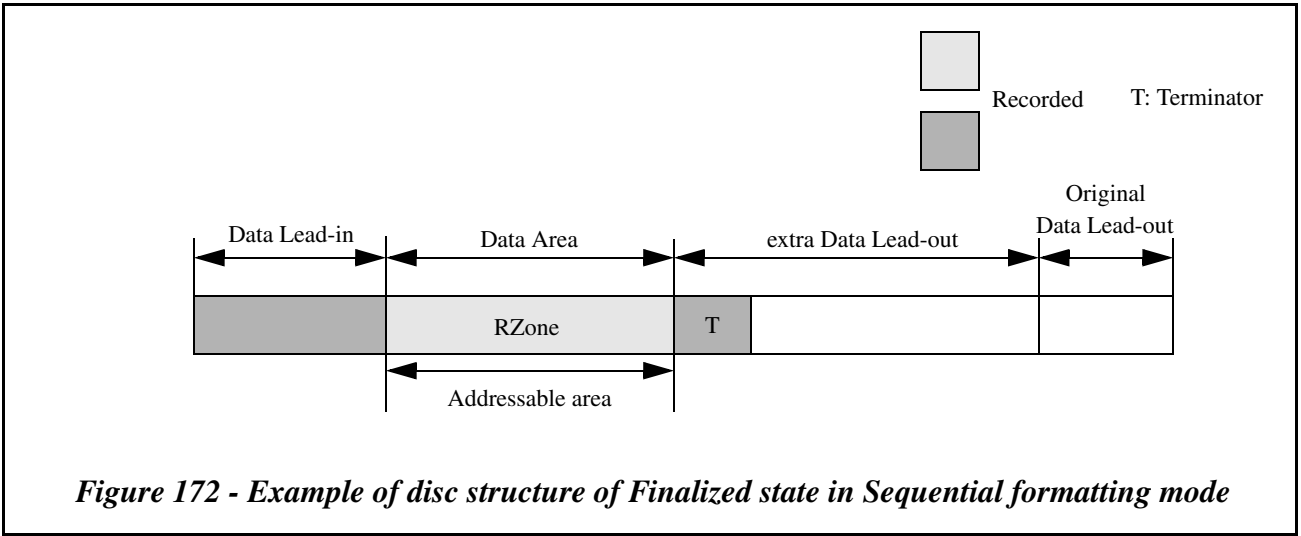 Recorded T: Terminator
Original
Data Lead-in Data Area extra Data Lead-out Data Lead-out
RZone T
Addressable area
Figure 172 - Example of disc structure of Finalized state in Sequential formatting mode